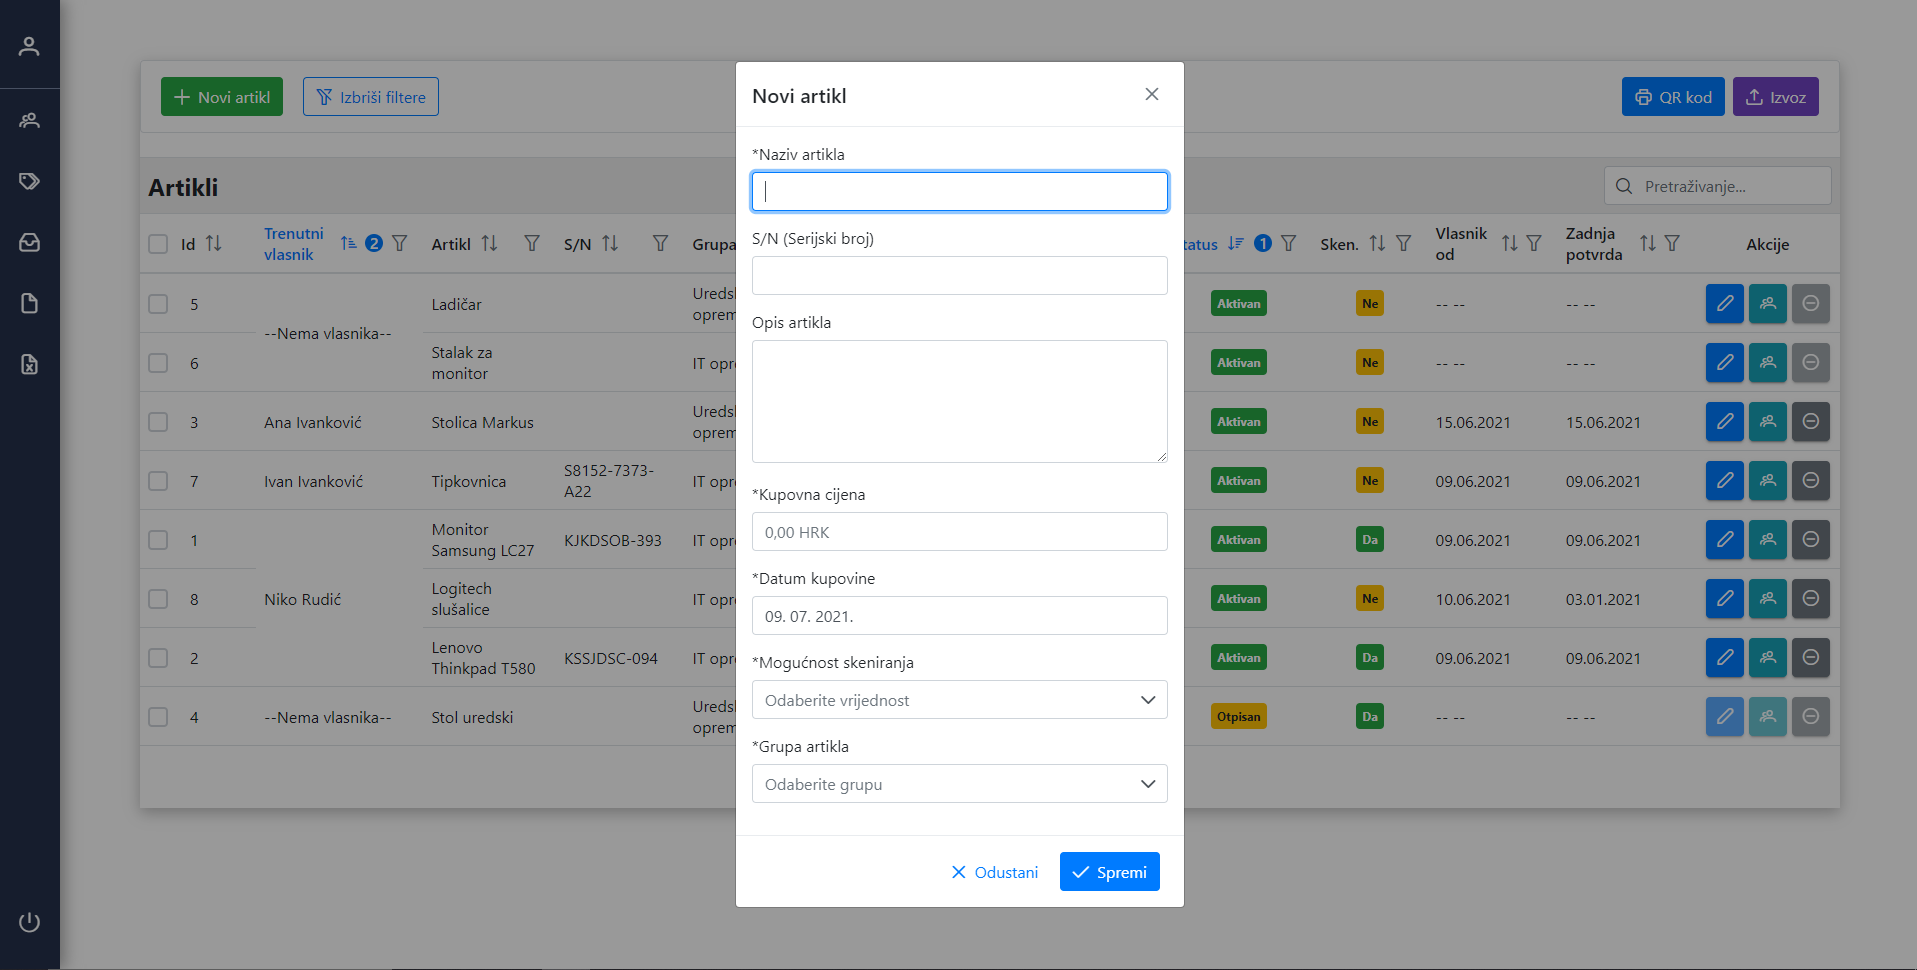 Novi artikl
Izbriši filtere
QR kod
Izvoz
Artikli
Pretraživanje...
Id
Trenutni
vlasnik
2
Artikl
S/N
Grupa
tatus
1
Sken.
Vlasnik
od
Zadnja
potvrda
Akcije
5
--Nema vlasnika--
Ladičar
Ureds
oprem
Aktivan
Ne
-- --
-- --
6
Stalak za
monitor
IT opr
Aktivan
Ne
-- --
-- --
3
Ana Ivanković
Stolica Markus
Ureds
oprem
Aktivan
Ne
15.06.2021
15.06.2021
7
Ivan Ivanković
Tipkovnica
S8152-7373-
A22
IT opr
Aktivan
Ne
09.06.2021
09.06.2021
1
Monitor
Samsung LC27
KJKDSOB-393
IT opr
Aktivan
Da
09.06.2021
09.06.2021
8
Niko Rudić
Logitech
slušalice
IT opr
Aktivan
Ne
10.06.2021
03.01.2021
2
Lenovo
Thinkpad T580
KSSJDSC-094
IT opr
Aktivan
Da
09.06.2021
09.06.2021
4
--Nema vlasnika--
Stol uredski
Ureds
oprem
Otpisan
Da
-- --
-- --
Novi artikl
*Naziv artikla
S/N (Serijski broj)
Opis artikla
*Kupovna cijena
0,00 HRK
*Datum kupovine
09. 07. 2021.
*Mogućnost skeniranja
Odaberite vrijednost
*Grupa artikla
Odaberite grupu
Odustani
Spremi